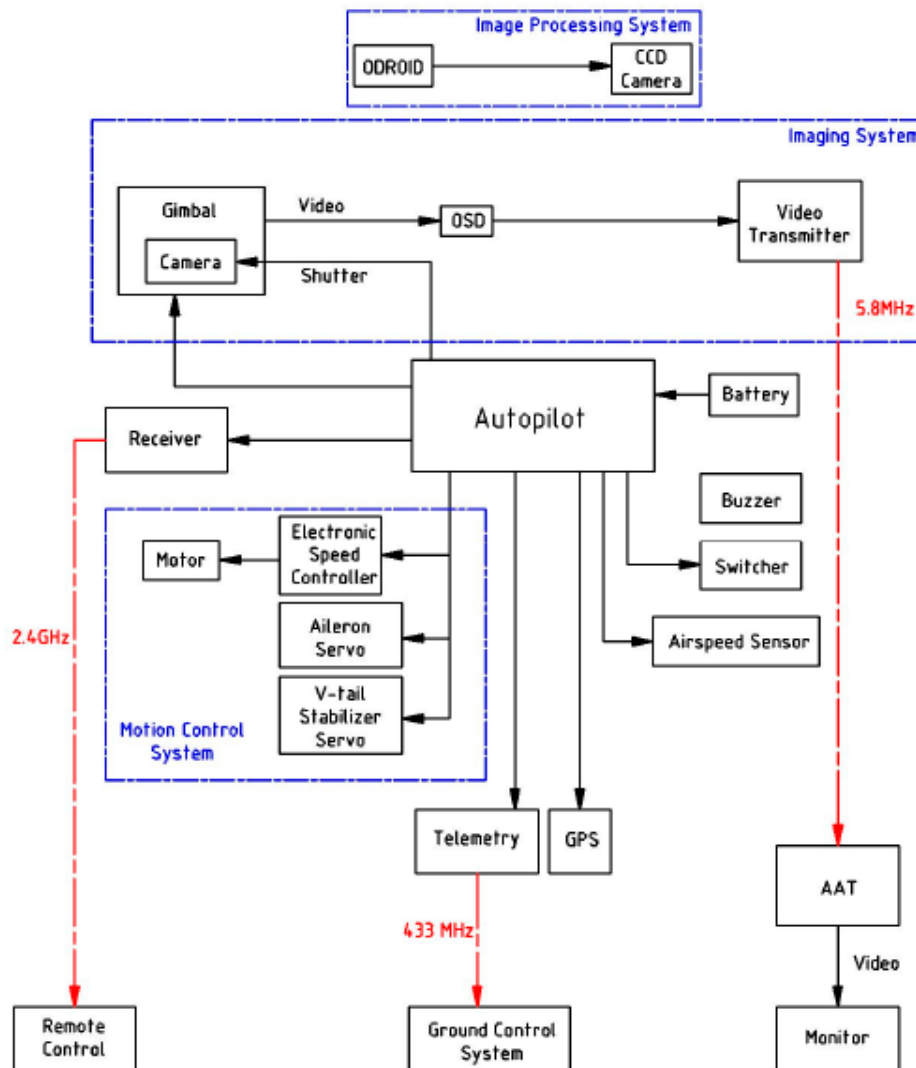 Image Processing System
ODROID
CCD
Camera
Imaging System
Gimbal
Video
OSD
Video
Transmitter
Camera
Shutter
5.8MHz
Autopilot
Battery
Receiver
Buzzer
Electronic
Speed
Controller
Motor
Switcher
2.4GHz
Aileron
Servo
Airspeed Sensor
V-tail
Stabilizer
Servo
Motion Control
System
Telemetry
GPS
AAT
433 MHz
Video
Remote
Control
Ground Control
System
Monitor